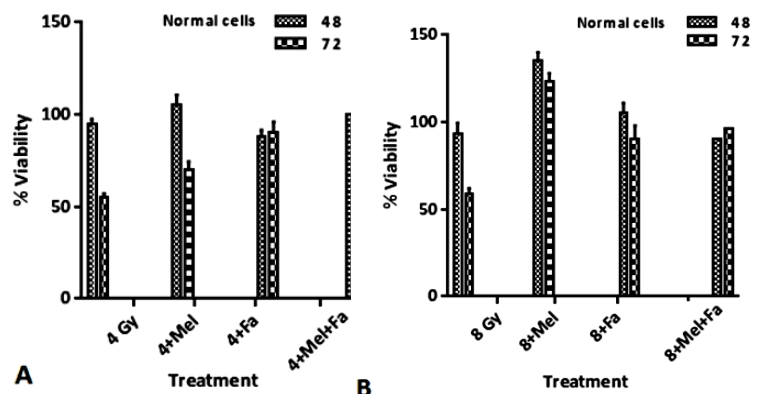 Normal cells
48
72
150
100
50
0
% Viability
4 Gy
4+Mel
4+Fa
4+Mel+Fa
Treatment
A
Normal cells
48
72
150
100
50
0
% Viability
8 Gy
8+Mel
8+Fa
8+Mel+Fa
Treatment
B